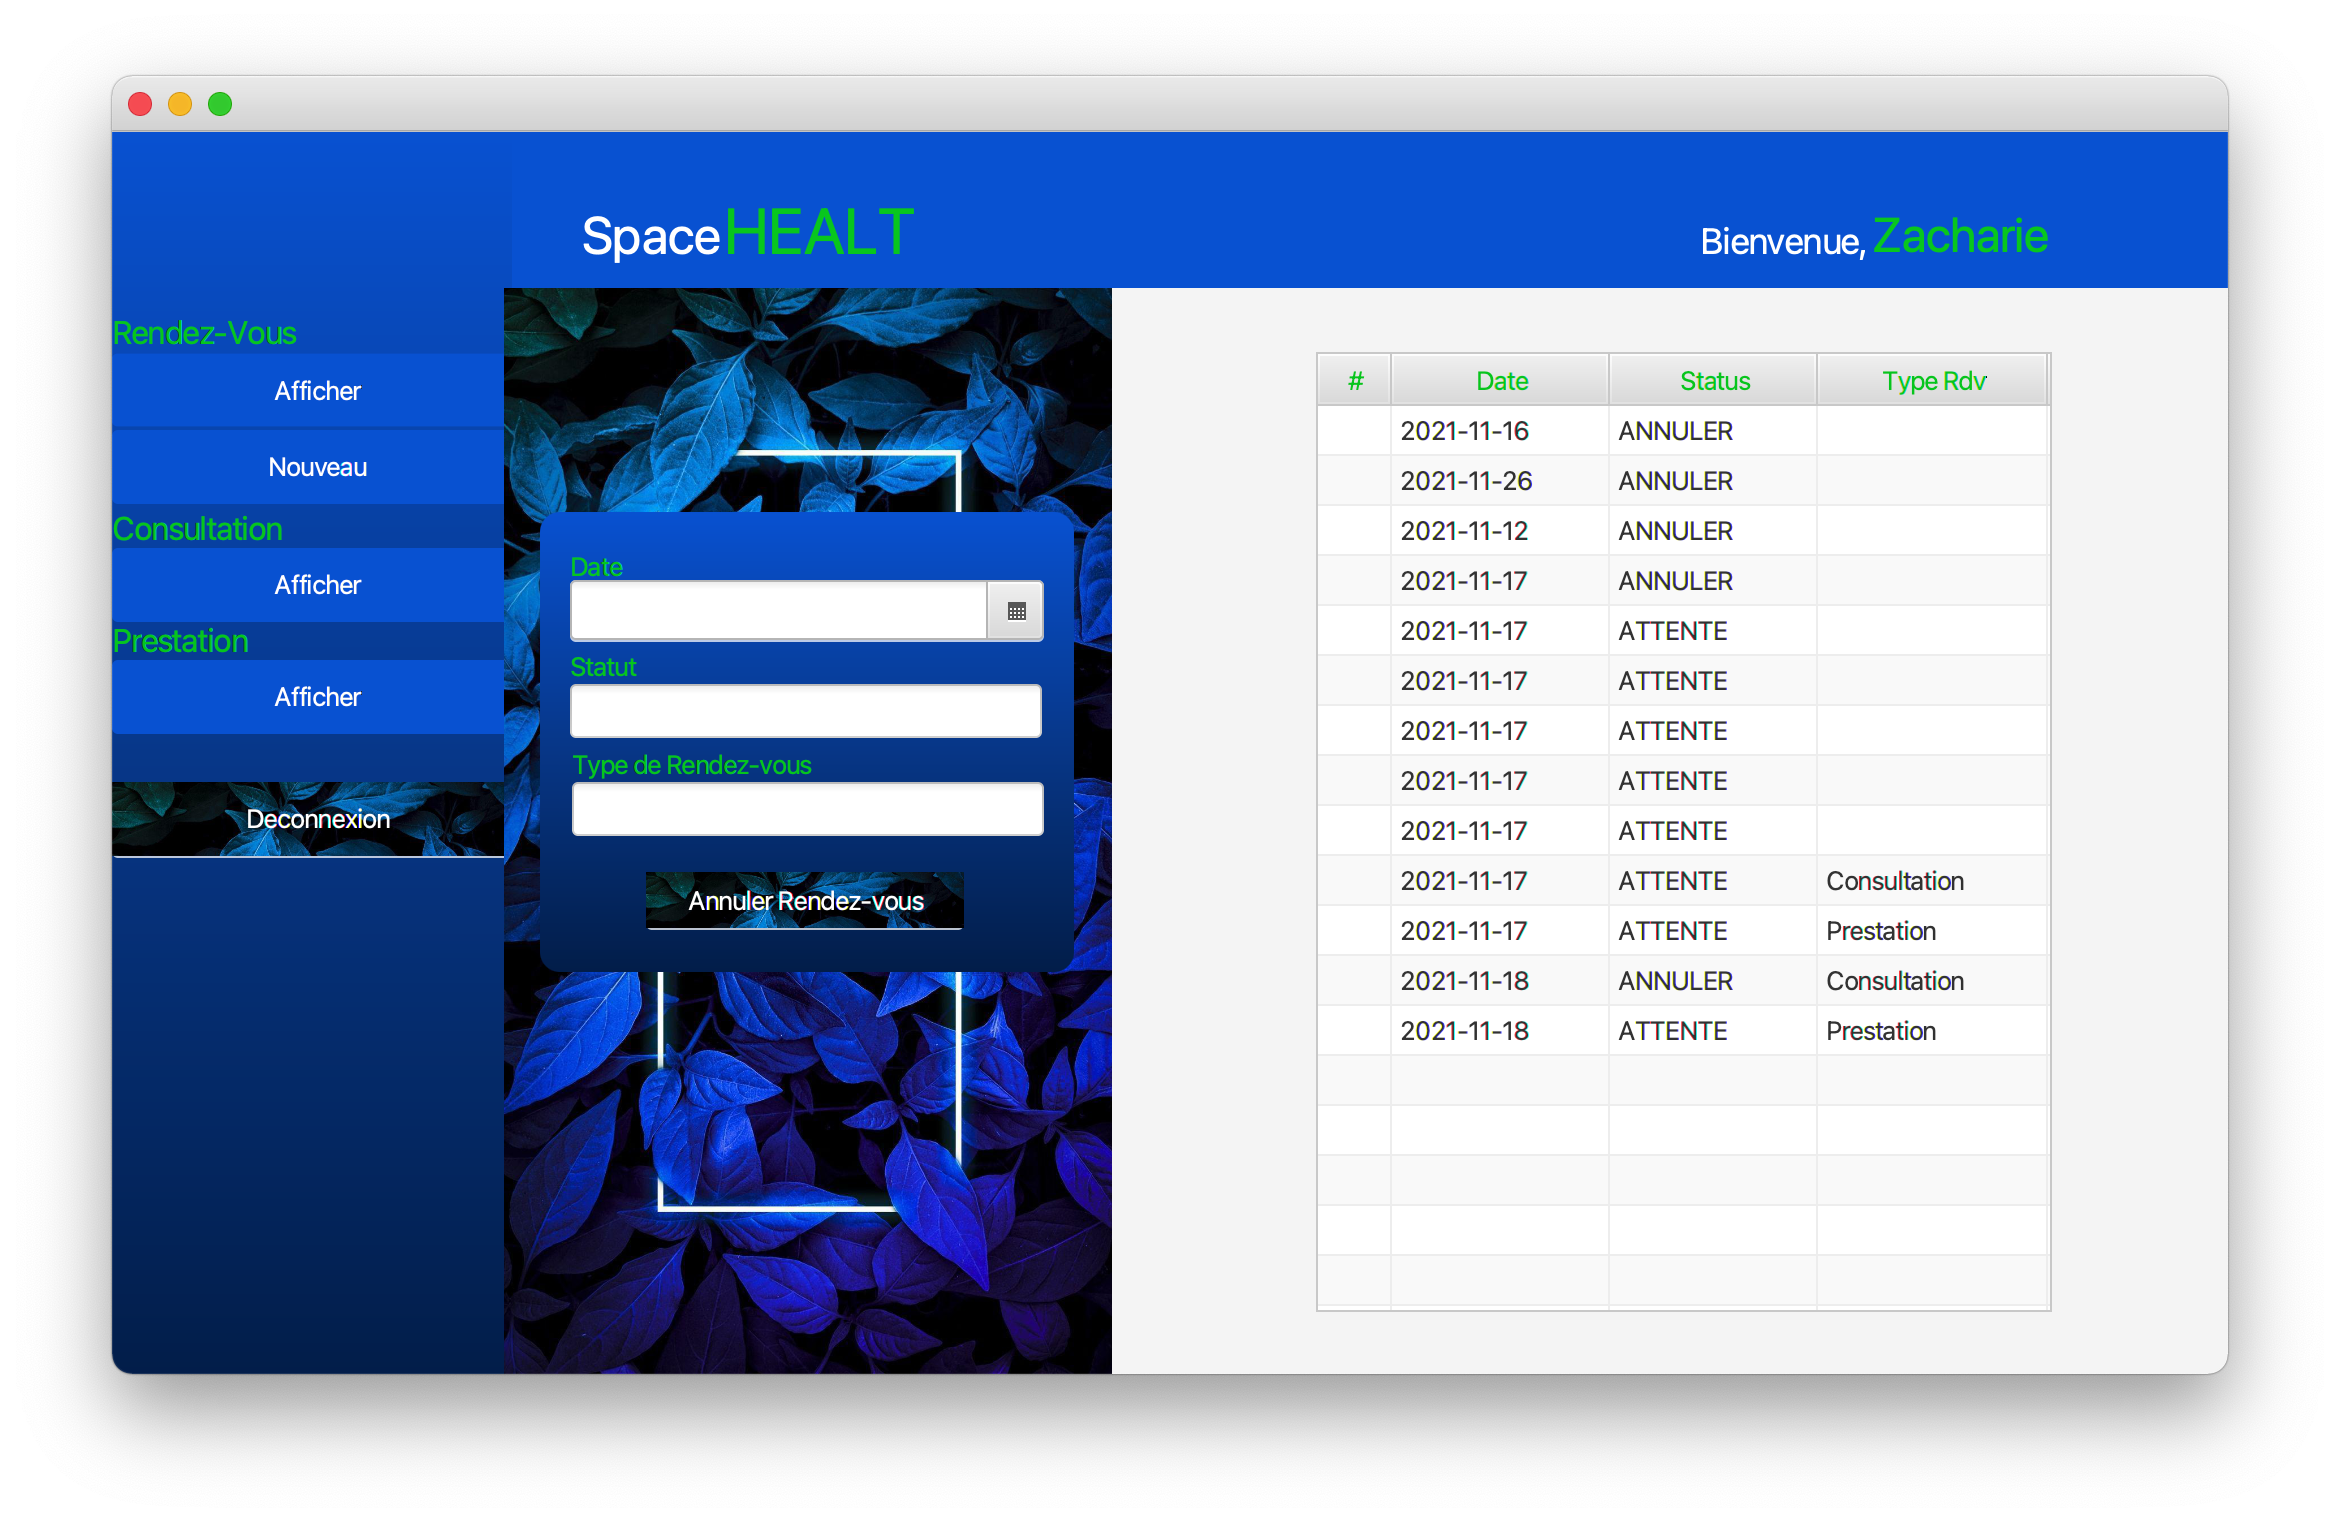 SpaceHEALT
Bienvenue, Zacharie
Rendez-Vous
Afficher
Nouveau
Consultation
Afficher
Prestation
Afficher
Deconnexion
Date
Statut
Type de Rendez-vous
Annuler Rendez-vous
# Date Status Type Rdv
2021-11-16 ANNULER
2021-11-26 ANNULER
2021-11-12 ANNULER
2021-11-17 ANNULER
2021-11-17 ATTENTE
2021-11-17 ATTENTE
2021-11-17 ATTENTE
2021-11-17 ATTENTE
2021-11-17 ATTENTE
2021-11-17 ATTENTE Consultation
2021-11-17 ATTENTE Prestation
2021-11-18 ANNULER Consultation
2021-11-18 ATTENTE Prestation